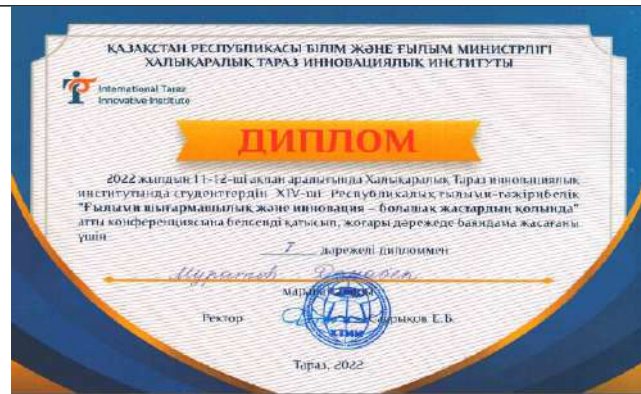 ҚАЗАҚСТАН РЕСПУБЛИКАСЫ БІЛІМ ЖӘНЕ ҒЫЛЫМ МИНИСТРЛІГІ
ХАЛЫҚАРАЛЫҚ ТАРАЗ ИННОВАЦИЯЛЫҚ ИНСТИТУТЫ
International Taraz
Innovative Institute
ДИПЛОМ
2022 жылдың 11-12-ші ақпан аралығында Халықаралық Тараз инновациялық
институтында студенттердің XIV-ші Республикалық ғылыми-тәжірибелік
"Ғылыми шығармашылық және инновация – болашақ жастардың қолында"
атты конференциясына белсенді қатысып, жоғары дәрежеде баяндама жасағаны
үшін
I дәрежелі дипломмен
Муратов
Ректор Е.Б.
ХТИИ
Тараз, 2022